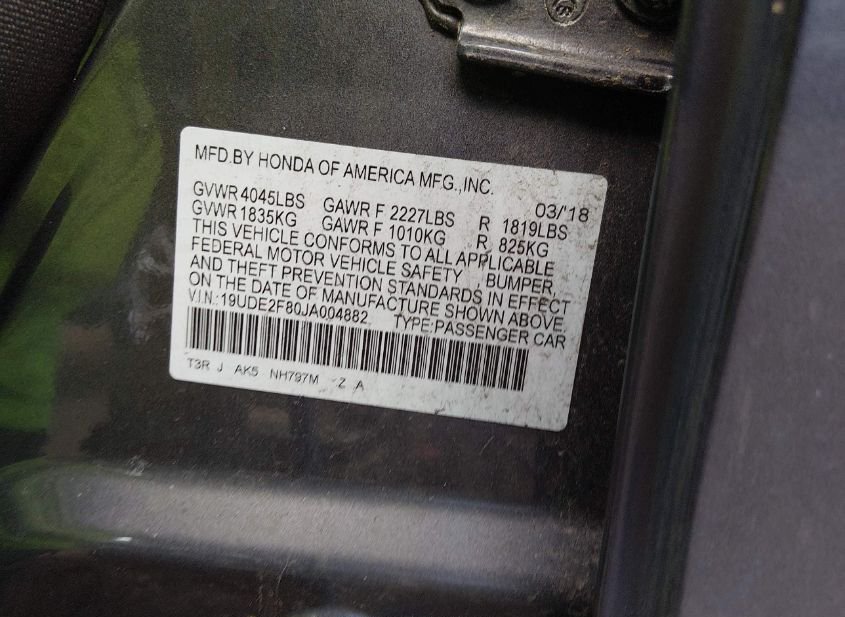 MFD.BY HONDA OF AMERICA MFG.,INC.
03/'18
GVWR 4045LBS GAWR F 2227LBS R 1819LBS
GVWR 1835KG GAWR F 1010KG R 825KG
THIS VEHICLE CONFORMS TO ALL APPLICABLE
FEDERAL MOTOR VEHICLE SAFETY , BUMPER,
AND THEFT PREVENTION STANDARDS IN EFFECT
ON THE DATE OF MANUFACTURE SHOWN ABOVE.
V.I.N.:19UDE2F80JA004882 TYPE:PASSENGER CAR
T3R J AK5 NH797M Z A